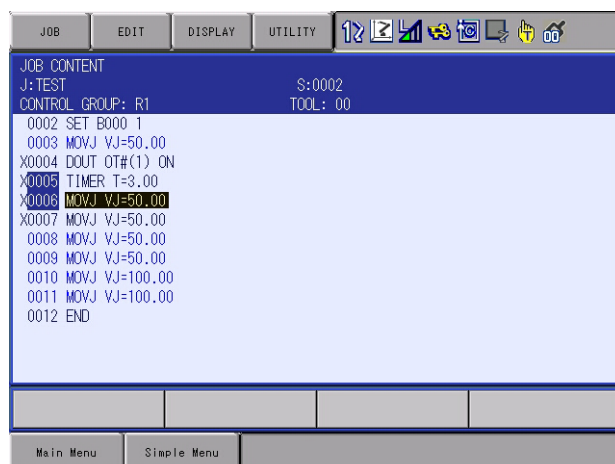 JOB EDIT DISPLAY UTILITY
JOB CONTENT
J:TEST S:0002
CONTROL GROUP: R1 TOOL: 00
0002 SET B000 1
0003 MOVJ VJ=50.00
X0004 DOUT OT#(1) ON
X0005 TIMER T=3.00
X0006 MOVJ VJ=50.00
X0007 MOVJ VJ=50.00
0008 MOVJ VJ=50.00
0009 MOVJ VJ=50.00
0010 MOVJ VJ=100.00
0011 MOVJ VJ=100.00
0012 END
Main Menu Simple Menu